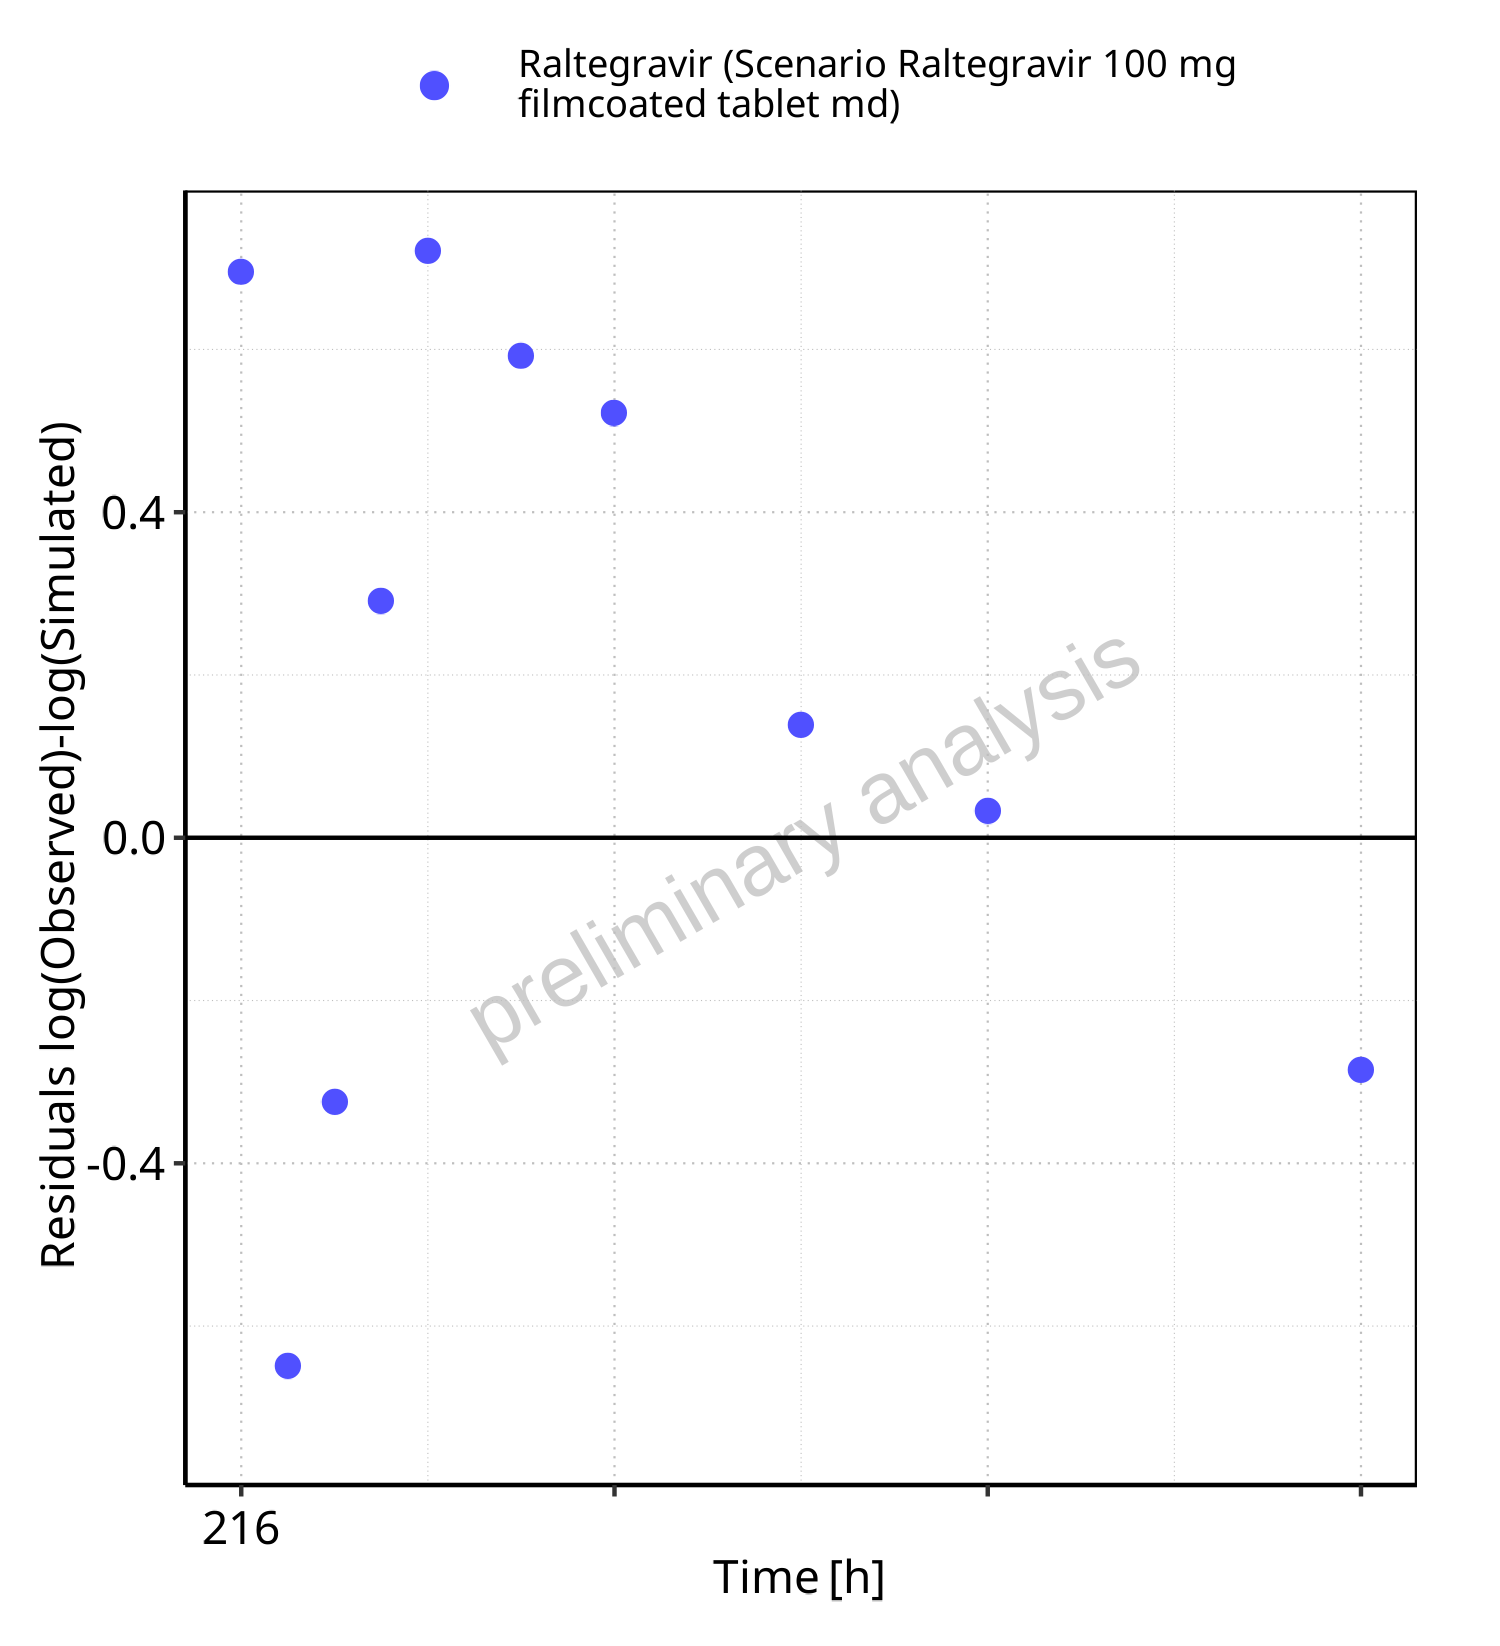 Raltegravir (Scenario Raltegravir 100 mg
filmcoated tablet md)
Residuals log(Observed)-log(Simulated)
0.4
0.0
-0.4
preliminary analysis
216
Time [h]